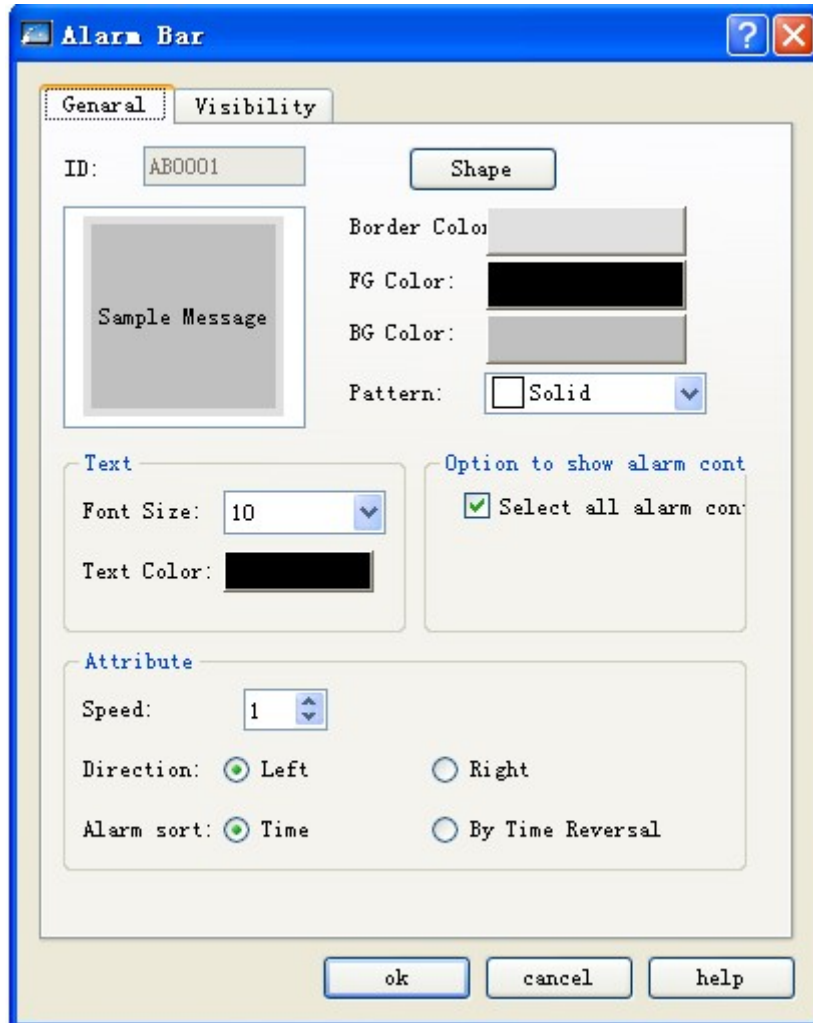 Alarm Bar
Genaral Visibility
ID: AB0001 Shape
Sample Message
Border Color
FG Color:
BG Color:
Pattern: Solid
Text
Font Size: 10
Text Color:
Option to show alarm cont
Select all alarm con
Attribute
Speed: 1
Direction: Left Right
Alarm sort: Time By Time Reversal
ok cancel help